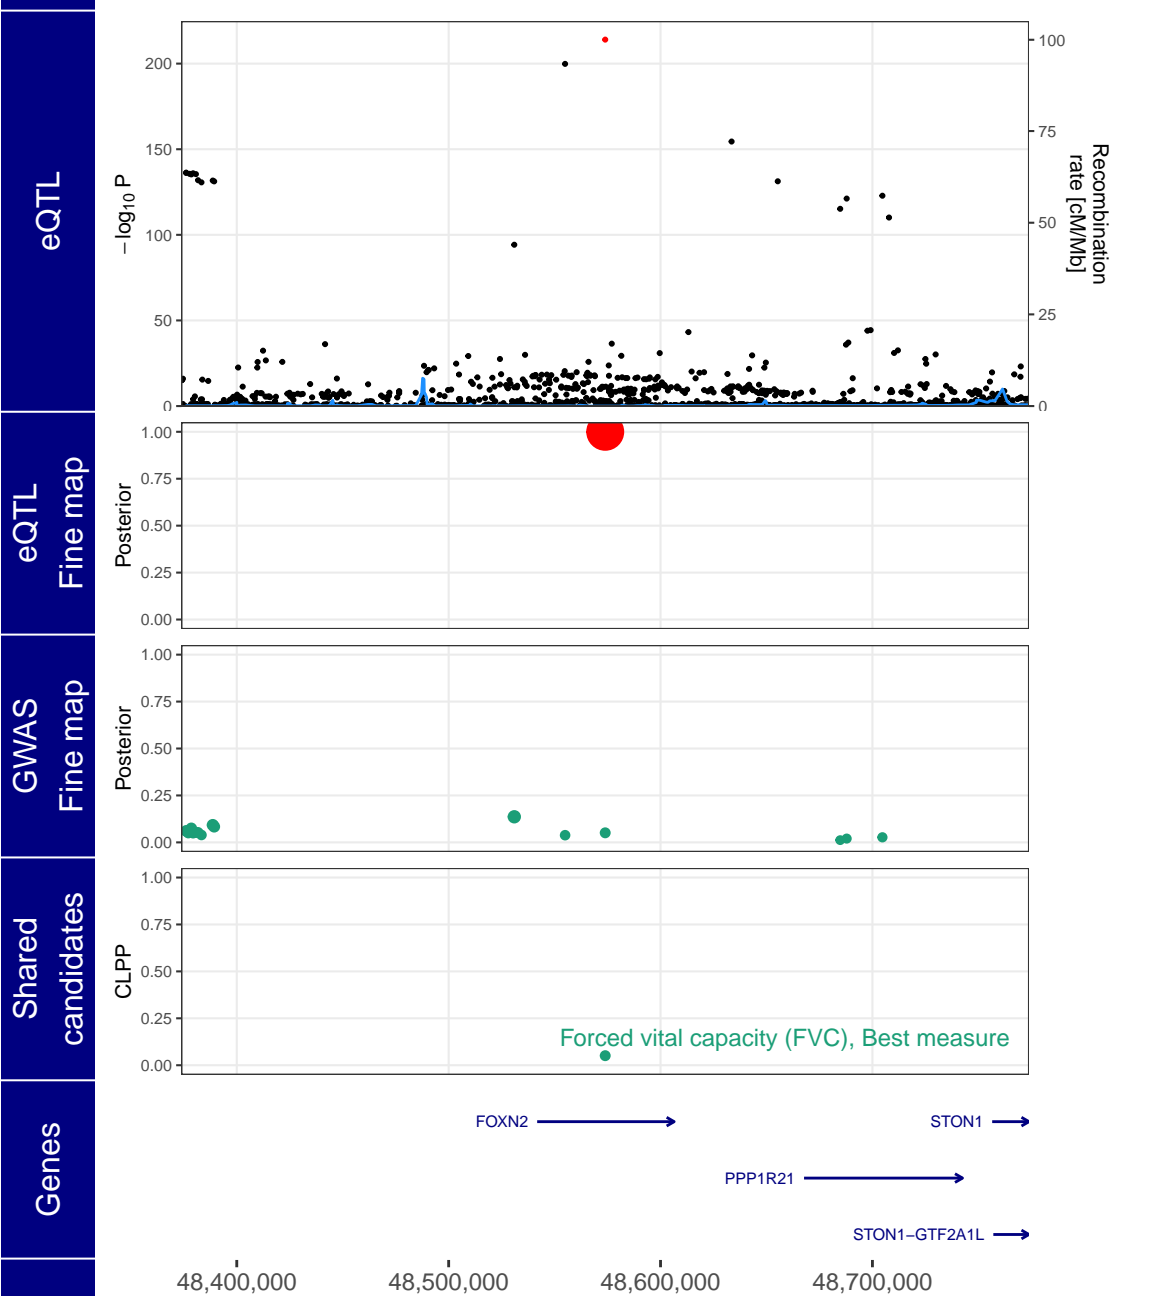 eQTL
−log10 P
200
150
100
50
0
100
75
50
25
0
Recombination
rate [cM/Mb]
eQTL
Fine map
Posterior
1.00
0.75
0.50
0.25
0.00
GWAS
Fine map
Posterior
1.00
0.75
0.50
0.25
0.00
Shared
candidates
CLPP
1.00
0.75
0.50
0.25
0.00
Forced vital capacity (FVC), Best measure
Genes
FOXN2
STON1
PPP1R21
STON1−GTF2A1L
48,400,000
48,500,000
48,600,000
48,700,000